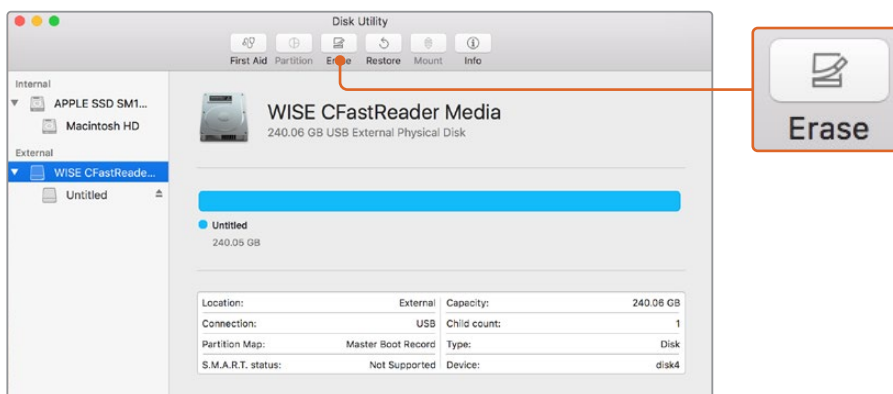 Disk Utility
First Aid Partition Erase Restore Mount Info
Erase
Internal
APPLE SSD SM1...
Macintosh HD
External
WISE CFastReade...
Untitled
WISE CFastReader Media
240.06 GB USB External Physical Disk
Untitled
240.05 GB
Location: External Capacity: 240.06 GB
Connection: USB Child count: 1
Partition Map: Master Boot Record Type: Disk
S.M.A.R.T. status: Not Supported Device: disk4